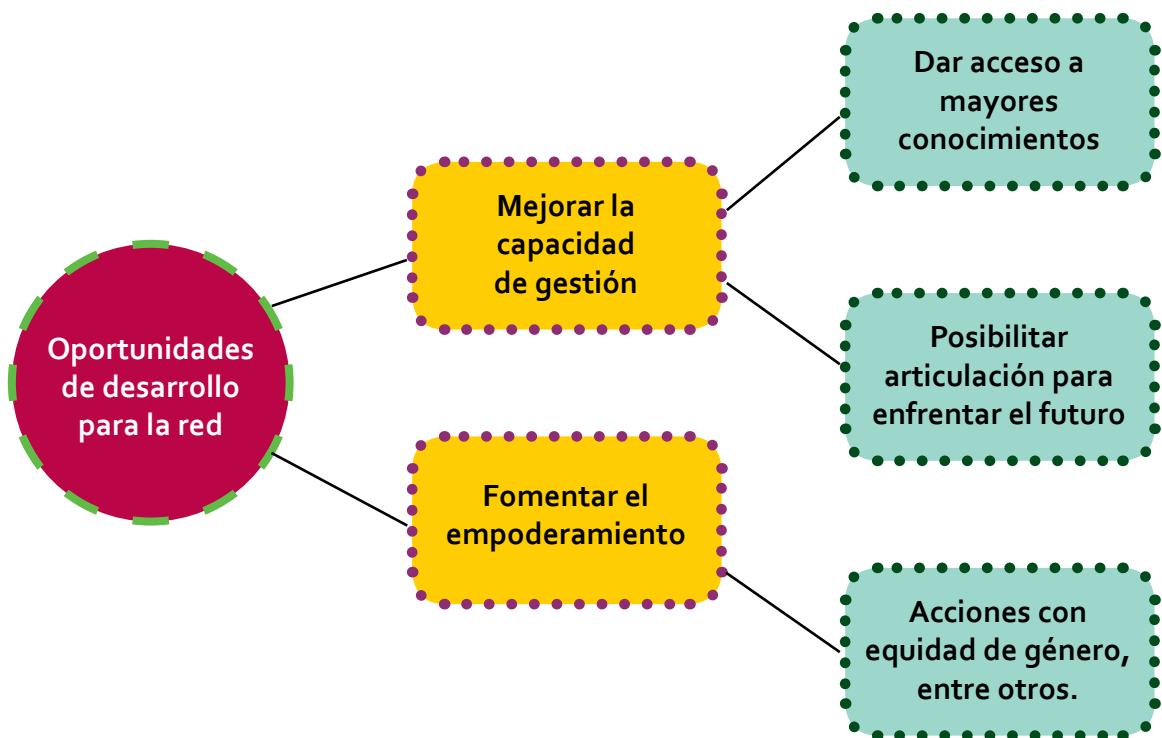 Oportunidades
de desarrollo
para la red
Mejorar la
capacidad
de gestión
Fomentar el
empoderamiento
Dar acceso a
mayores
conocimientos
Posibilitar
articulación para
enfrentar el futuro
Acciones con
equidad de género,
entre otros.